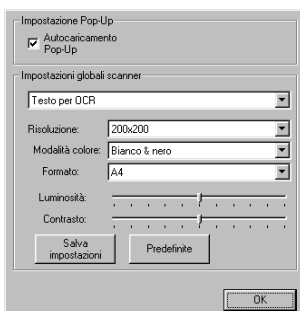 Impostazione Pop-Up
Autocaricamento
Pop-Up
Impostazioni globali scanner
Testo per OCR
Risoluzione: 200x200
Modalità colore: Bianco & nero
Formato: A4
Luminosità:
Contrasto:
Salva
impostazioni
Predefinite
OK